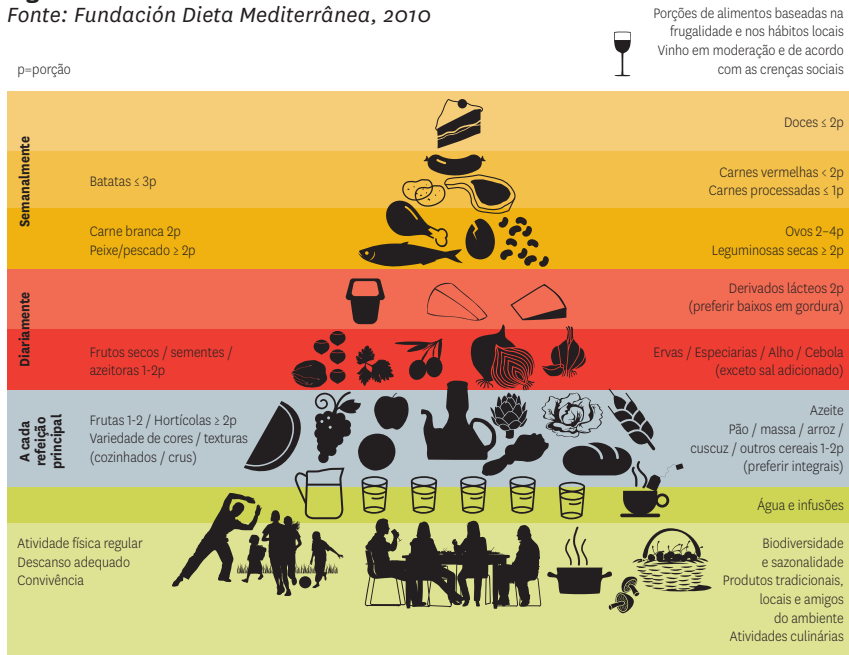 Fonte: Fundación Dieta Mediterrânea, 2010
Porções de alimentos baseadas na
frugalidade e nos hábitos locais
Vinho em moderação e de acordo
com as crenças sociais
p=porção
Semanalmente
Doces ≤ 2p
Batatas ≤ 3p
Carnes vermelhas < 2p
Carnes processadas ≤ 1p
Carne branca 2p
Peixe/pescado ≥ 2p
Ovos 2–4p
Leguminosas secas ≥ 2p
Diariamente
Derivados lácteos 2p
(preferir baixos em gordura)
Frutos secos / sementes /
azeitoras 1-2p
Ervas / Especiarias / Alho / Cebola
(exceto sal adicionado)
A cada
refeição
principal
Frutas 1-2 / Hortícolas ≥ 2p
Variedade de cores / texturas
(cozinhados / crus)
Azeite
Pão / massa / arroz /
cuscuz / outros cereais 1-2p
(preferir integrais)
Água e infusões
Atividade física regular
Descanso adequado
Convivência
Biodiversidade
e sazonalidade
Produtos tradicionais,
locais e amigos
do ambiente
Atividades culinárias